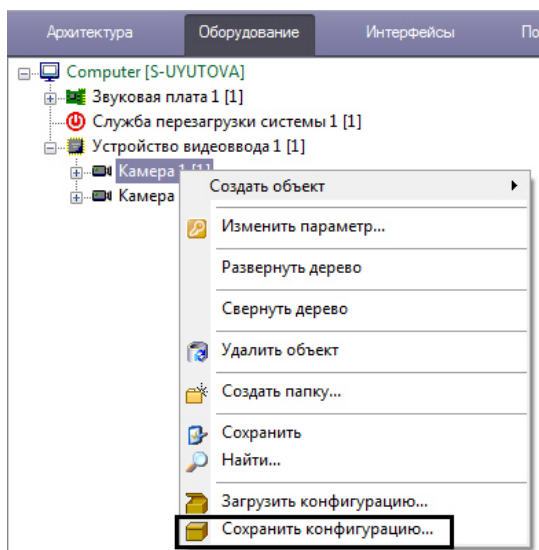 Архитектура Оборудование Интерфейсы
Computer [S-UYUTOVA]
Звуковая плата 1 [1]
Служба перезагрузки системы 1 [1]
Устройство видеоввода 1 [1]
Камера 1 [1]
Камера
Создать объект
Изменить параметр...
Развернуть дерево
Свернуть дерево
Удалить объект
Создать папку...
Сохранить
Найти...
Загрузить конфигурацию...
Сохранить конфигурацию...